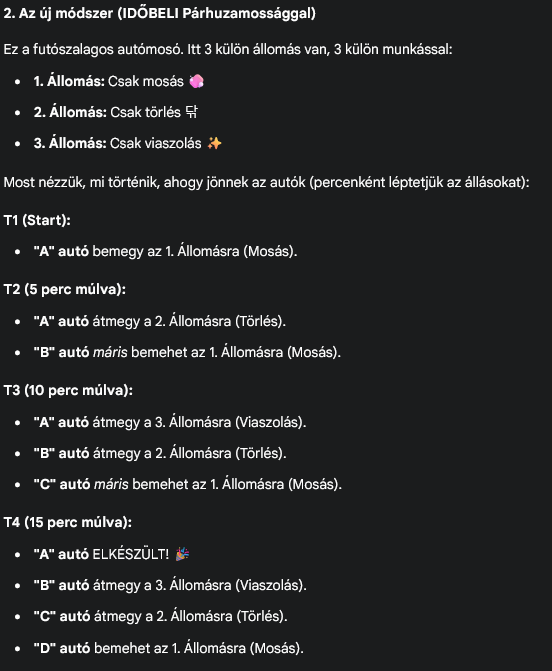 2. Az új módszer (IDŐBELI Párhuzamossággal)
Ez a futószalagos autómosó. Itt 3 külön állomás van, 3 külön munkással:
• 1. Állomás: Csak mosás 🧼
• 2. Állomás: Csak törlés 닦
• 3. Állomás: Csak viaszolás ✨
Most nézzük, mi történik, ahogy jönnek az autók (percenként léptetjük az állásokat):
T1 (Start):
• "A" autó bemegy az 1. Állomásra (Mosás).
T2 (5 perc múlva):
• "A" autó átmegy a 2. Állomásra (Törlés).
• "B" autó máris bemehet az 1. Állomásra (Mosás).
T3 (10 perc múlva):
• "A" autó átmegy a 3. Állomásra (Viaszolás).
• "B" autó átmegy a 2. Állomásra (Törlés).
• "C" autó máris bemehet az 1. Állomásra (Mosás).
T4 (15 perc múlva):
• "A" autó ELKÉSZÜLT! 🎉
• "B" autó átmegy a 3. Állomásra (Viaszolás).
• "C" autó átmegy a 2. Állomásra (Törlés).
• "D" autó bemehet az 1. Állomásra (Mosás).